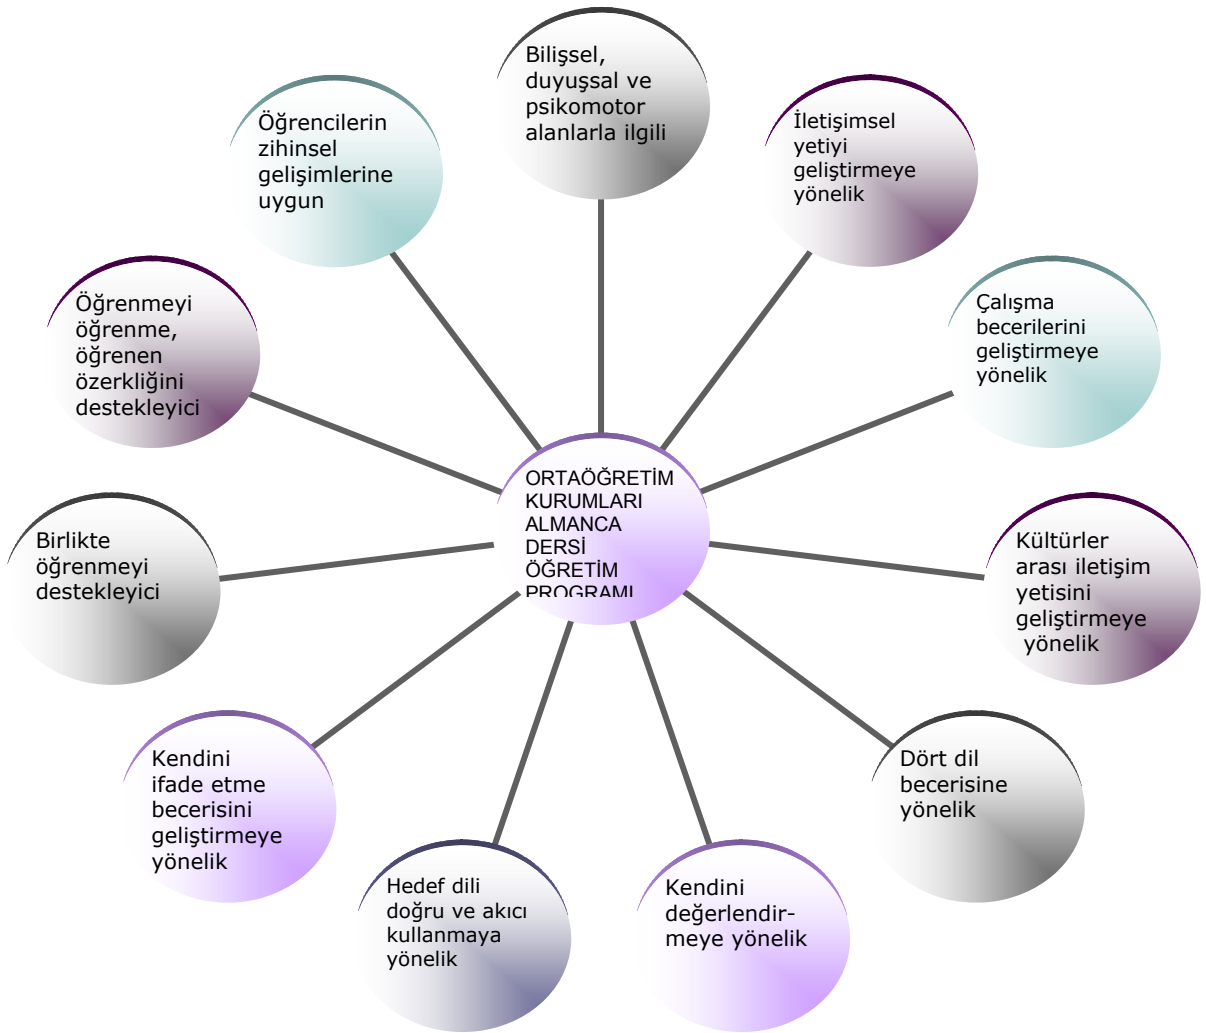 Bilişsel,
duyuşsal ve
psikomotor
alanlarla ilgili
İletişimsel
yetiyi
geliştirmeye
yönelik
Çalışma
becerilerini
geliştirmeye
yönelik
Kültürler
arası iletişim
yetisini
geliştirmeye
yönelik
Dört dil
becerisine
yönelik
Kendini
değerlendir-
meye yönelik
Hedef dili
doğru ve akıcı
kullanmaya
yönelik
Kendini
ifade etme
becerisini
geliştirmeye
yönelik
Birlikte
öğrenmeyi
destekleyici
Öğrenmeyi
öğrenme,
öğrenen
özerkliğini
destekleyici
Öğrencilerin
zihinsel
gelişimlerine
uygun
ORTAÖĞRETİM
KURUMLARI
ALMANCA
DERSİ
ÖĞRETİM
PROGRAMI